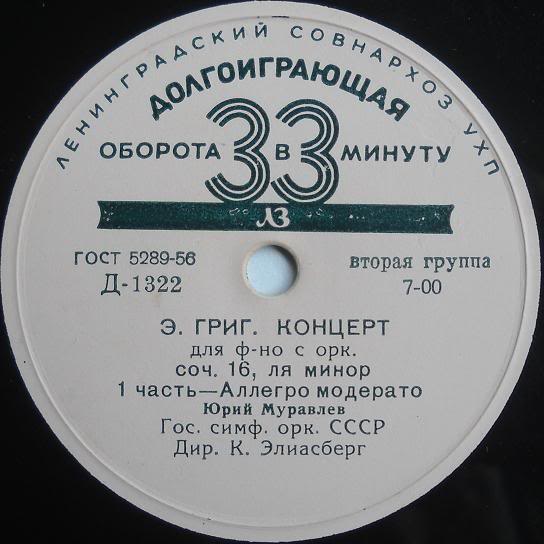 ЛЕНИНГРАДСКИЙ СОВНАРХОЗ УХП
ДОЛГОИГРАЮЩАЯ
ОБОРОТА 33 В МИНУТУ
ЛЗ
ГОСТ 5289-56
Д-1322
вторая группа
7-00
Э. ГРИГ. КОНЦЕРТ
для ф-но с орк.
соч. 16, ля минор
1 часть—Аллегро модерато
Юрий Муравлев
Гос. симф. орк. СССР
Дир. К. Элиасберг